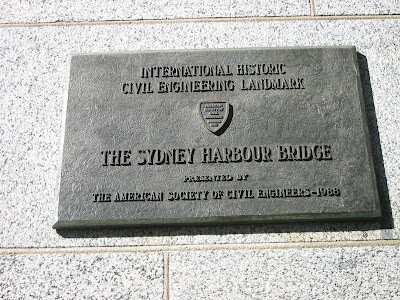 INTERNATIONAL HISTORIC
CIVIL ENGINEERING LANDMARK
THE SYDNEY HARBOUR BRIDGE
PRESENTED BY
THE AMERICAN SOCIETY OF CIVIL ENGINEERS-1988